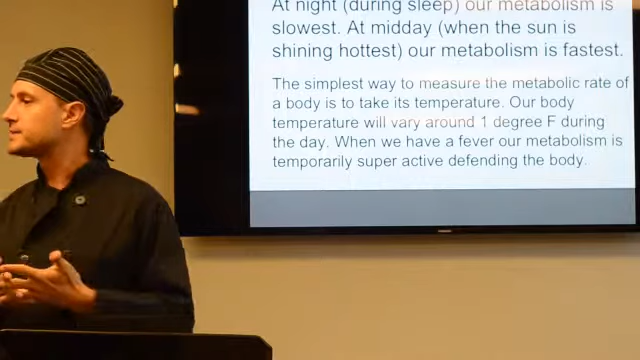 At night (during sleep) our metabolism is
slowest. At midday (when the sun is
shining hottest) our metabolism is fastest.
The simplest way to measure the metabolic rate of
a body is to take its temperature. Our body
temperature will vary around 1 degree F during
the day. When we have a fever our metabolism is
temporarily super active defending the body.